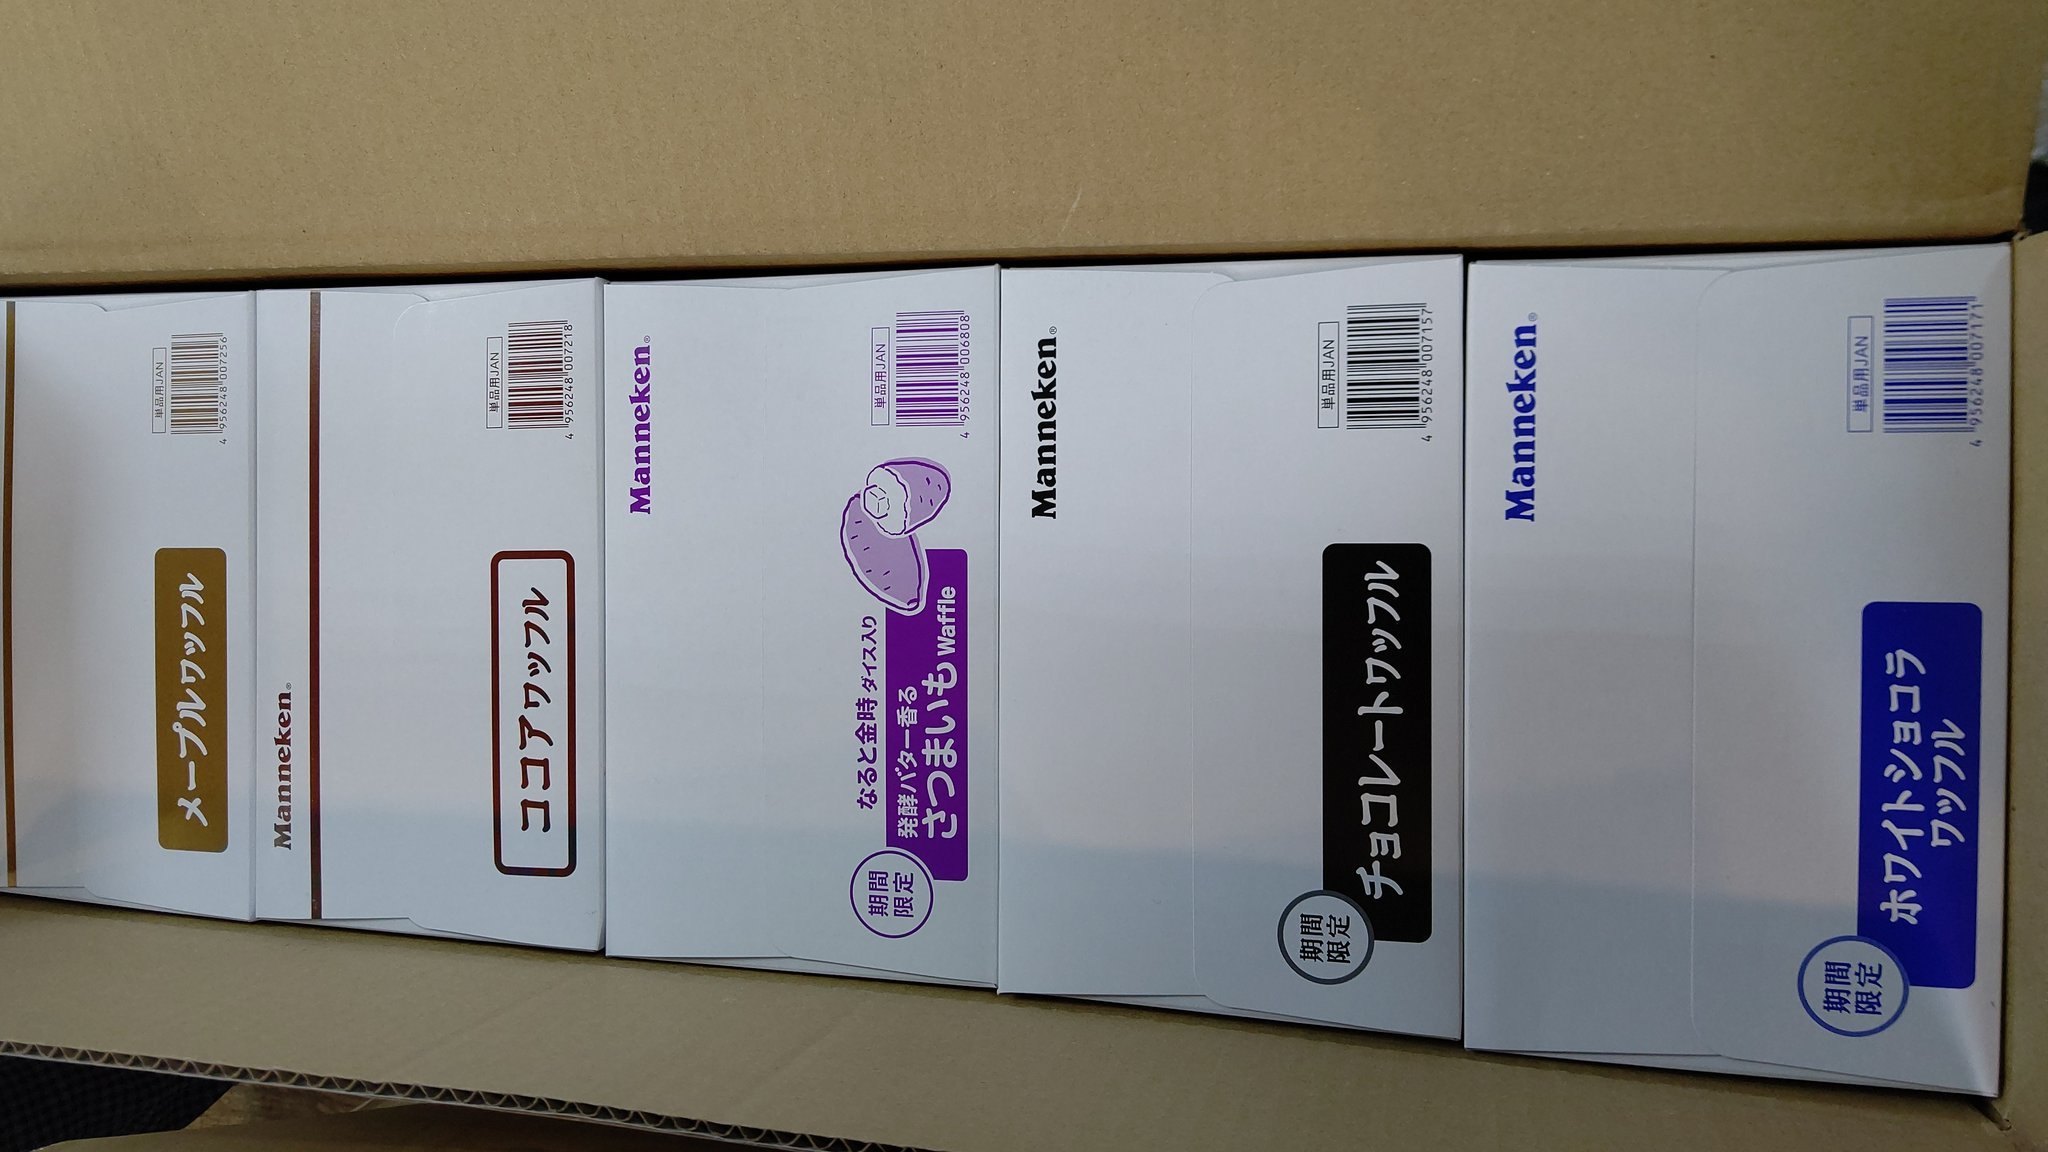 単品用JAN
4 956248 007256
メープルワッフル
Manneken®
単品用JAN
4 956248 007218
ココアワッフル
Manneken®
単品用JAN
4 956248 006808
なると金時ダイス入り
発酵バター香る
さつまいもWaffle
期間
限定
Manneken®
単品用JAN
4 956248 007157
チョコレートワッフル
期間
限定
Manneken®
単品用JAN
4 956248 007171
ホワイトショコラ
ワッフル
期間
限定